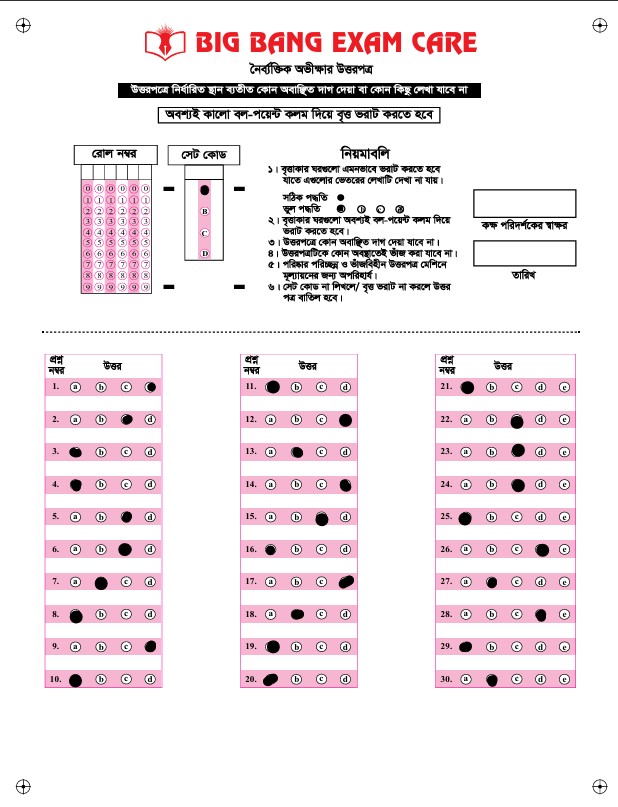 BIG BANG EXAM CARE
নৈর্ব্যক্তিক অভীক্ষার উত্তরপত্র
উত্তরপত্রে নির্ধারিত স্থান ব্যতীত কোন অবাঞ্ছিত দাগ দেয়া বা কোন কিছু লেখা যাবে না
অবশ্যই কালো বল-পয়েন্ট কলম দিয়ে বৃত্ত ভরাট করতে হবে
রোল নম্বর
0 0 0 0 0 0
1 1 1 1 1 1
2 2 2 2 2 2
3 3 3 3 3 3
4 4 4 4 4 4
5 5 5 5 5 5
6 6 6 6 6 6
7 7 7 7 7 7
8 8 8 8 8 8
9 9 9 9 9 9
সেট কোড
B
C
D
নিয়মাবলি
১। বৃত্তাকার ঘরগুলো এমনভাবে ভরাট করতে হবে
যাতে এগুলোর ভেতরের লেখাটি দেখা না যায়।
সঠিক পদ্ধতি
ভুল পদ্ধতি
২। বৃত্তাকার ঘরগুলো অবশ্যই বল-পয়েন্ট কলম দিয়ে
ভরাট করতে হবে।
৩। উত্তরপত্রে কোন অবাঞ্ছিত দাগ দেয়া যাবে না।
৪। উত্তরপত্রটিকে কোন অবস্থাতেই ভাঁজ করা যাবে না।
৫। পরিষ্কার পরিচ্ছন্ন ও ভাঁজবিহীন উত্তরপত্র মেশিনে
মূল্যায়নের জন্য অপরিহার্য।
৬। সেট কোড না লিখলে/ বৃত্ত ভরাট না করলে উত্তর
পত্র বাতিল হবে।
কক্ষ পরিদর্শকের স্বাক্ষর
তারিখ
প্রশ্ন
নম্বর
উত্তর
1. a b c
2. a b d
3. b c d
4. b c d
5. a b d
6. a b d
7. a c d
8. b c d
9. a b c
10. b c d
প্রশ্ন
নম্বর
উত্তর
11. b c d
12. a b c
13. a c d
14. a b c
15. a b d
16. b c d
17. a b c
18. a c d
19. b c d
20. b c d
প্রশ্ন
নম্বর
উত্তর
21. b c d e
22. a b d e
23. a b d e
24. a b d e
25. b c d e
26. a b c e
27. a c d e
28. a b c e
29. b c d e
30. a c d e